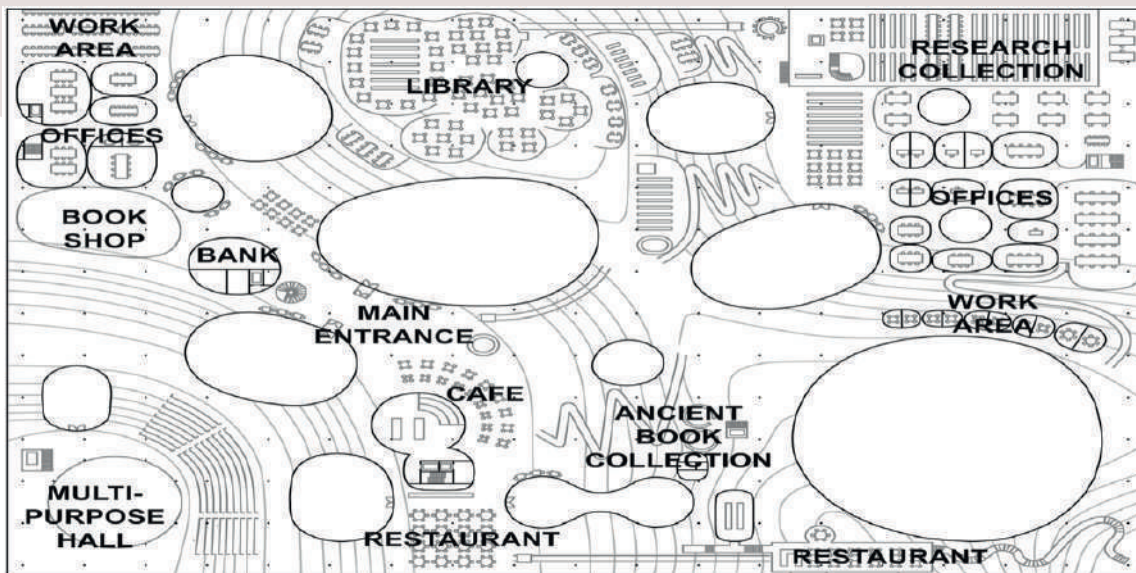 WORK
AREA
LIBRARY
RESEARCH
COLLECTION
OFFICES
BOOK
SHOP
BANK
OFFICES
MAIN
ENTRANCE
WORK
AREA
CAFE
ANCIENT
BOOK
COLLECTION
MULTI-
PURPOSE
HALL
RESTAURANT
RESTAURANT